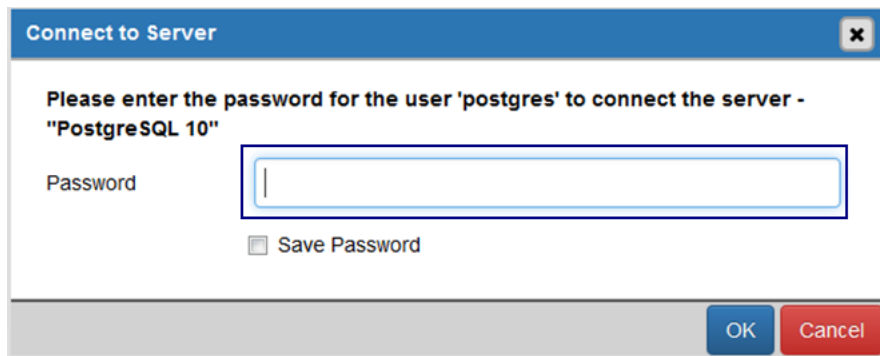 Connect to Server
Please enter the password for the user 'postgres' to connect the server -
"PostgreSQL 10"
Password
Save Password
OK Cancel